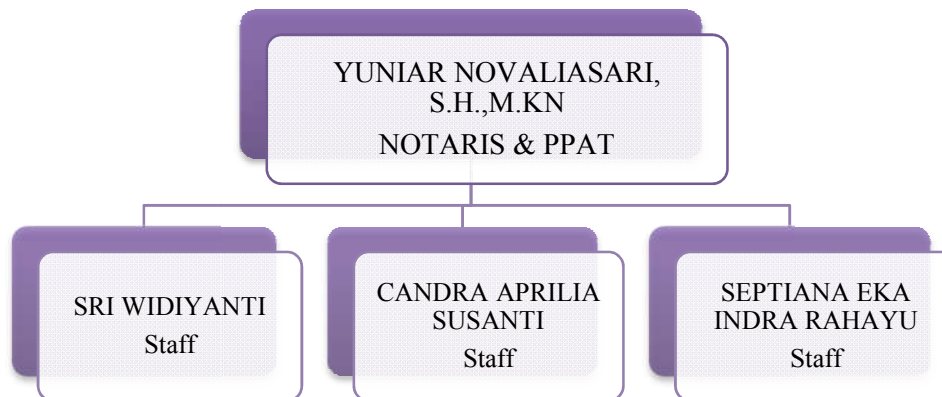 YUNIAR NOVALIASARI,
S.H.,M.KN
NOTARIS & PPAT
SRI WIDIYANTI
Staff
CANDRA APRILIA
SUSANTI
Staff
SEPTIANA EKA
INDRA RAHAYU
Staff